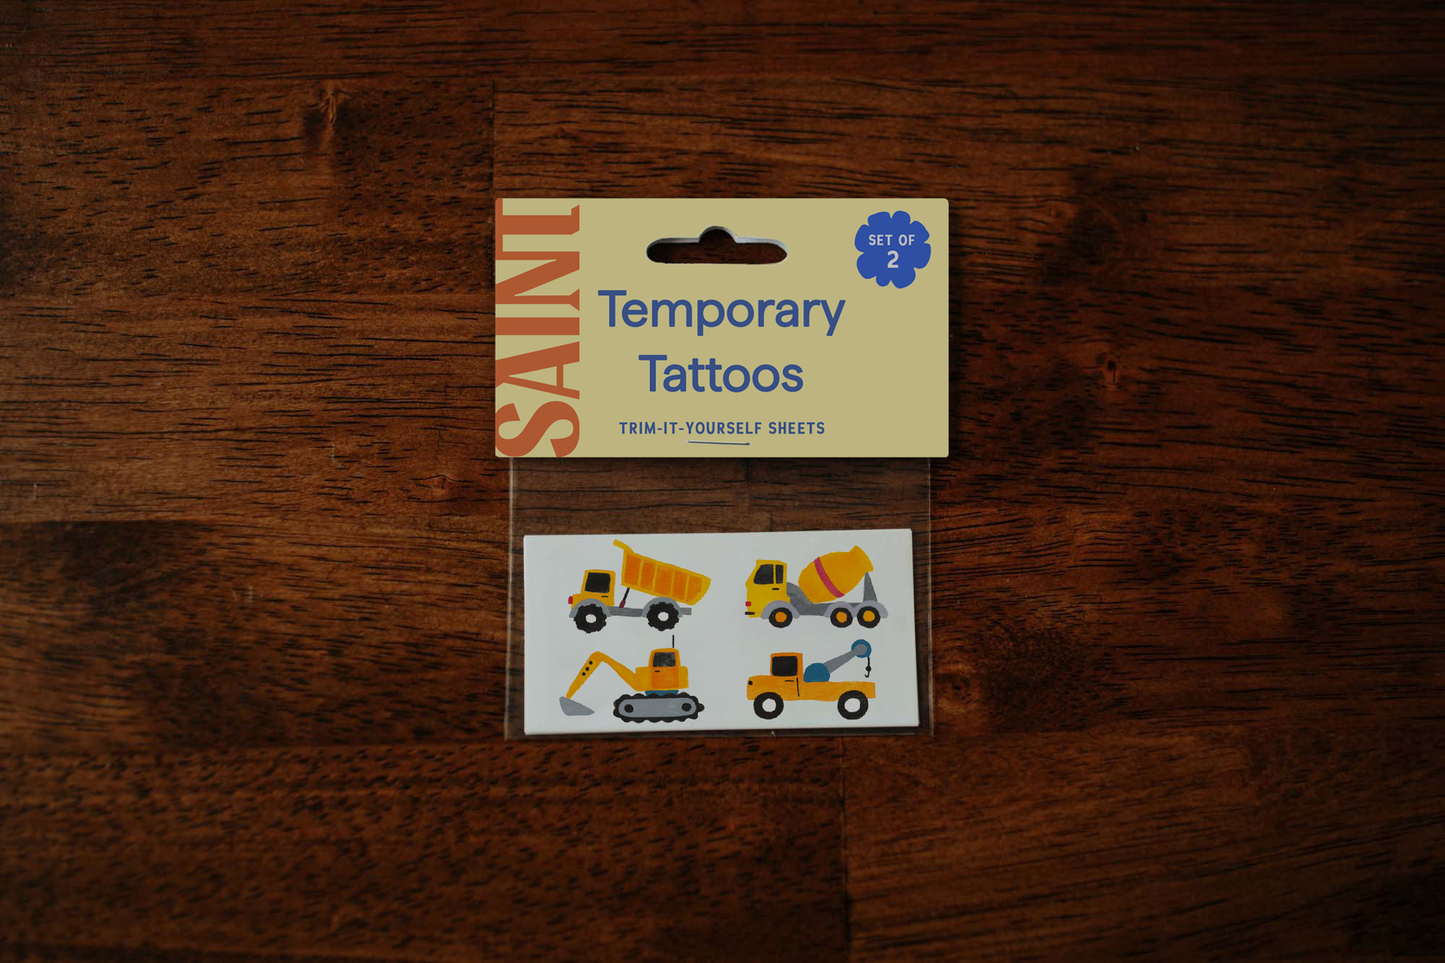 SAINT
SET OF
2
Temporary
Tattoos
TRIM-IT-YOURSELF SHEETS